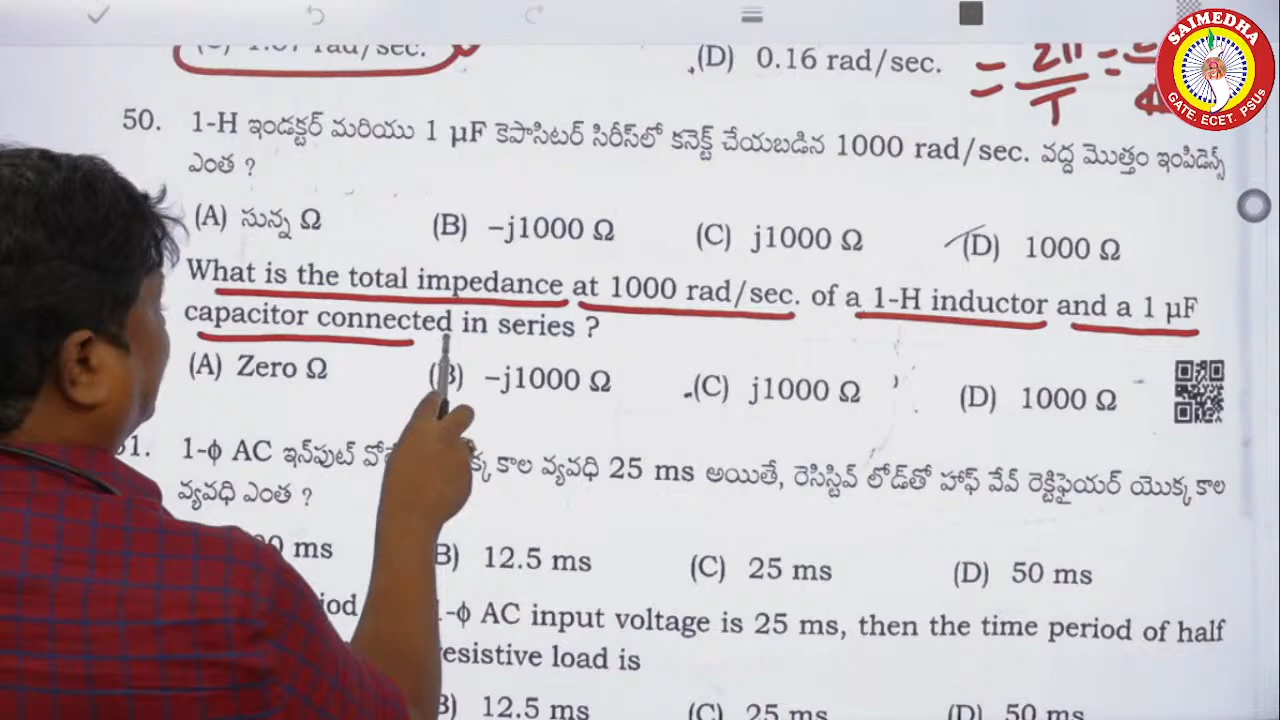 (D) 0.16 rad/sec. = 2π/T =
SAIMEDHA
GATE. ECET. PSUs
50. 1-H ఇండక్టర్ మరియు 1 μF కెపాసిటర్ సిరీస్‌లో కనెక్ట్ చేయబడిన 1000 rad/sec. వద్ద మొత్తం ఇంపిడెన్స్
ఎంత ?
(A) సున్న Ω (B) −j1000 Ω (C) j1000 Ω (D) 1000 Ω
What is the total impedance at 1000 rad/sec. of a 1-H inductor and a 1 μF
capacitor connected in series ?
(A) Zero Ω (B) −j1000 Ω (C) j1000 Ω (D) 1000 Ω
1-ϕ AC ఇన్‌పుట్ కాల వ్యవధి 25 ms అయితే, రెసిస్టివ్ లోడ్‌తో హాఫ్ వేవ్ రెక్టిఫైయర్ యొక్క కాల
వ్యవధి ఎంత ?
ms B) 12.5 ms (C) 25 ms (D) 50 ms
1-ϕ AC input voltage is 25 ms, then the time period of half
load is
B) 12.5 ms (C) 25 ms (D) 50 ms